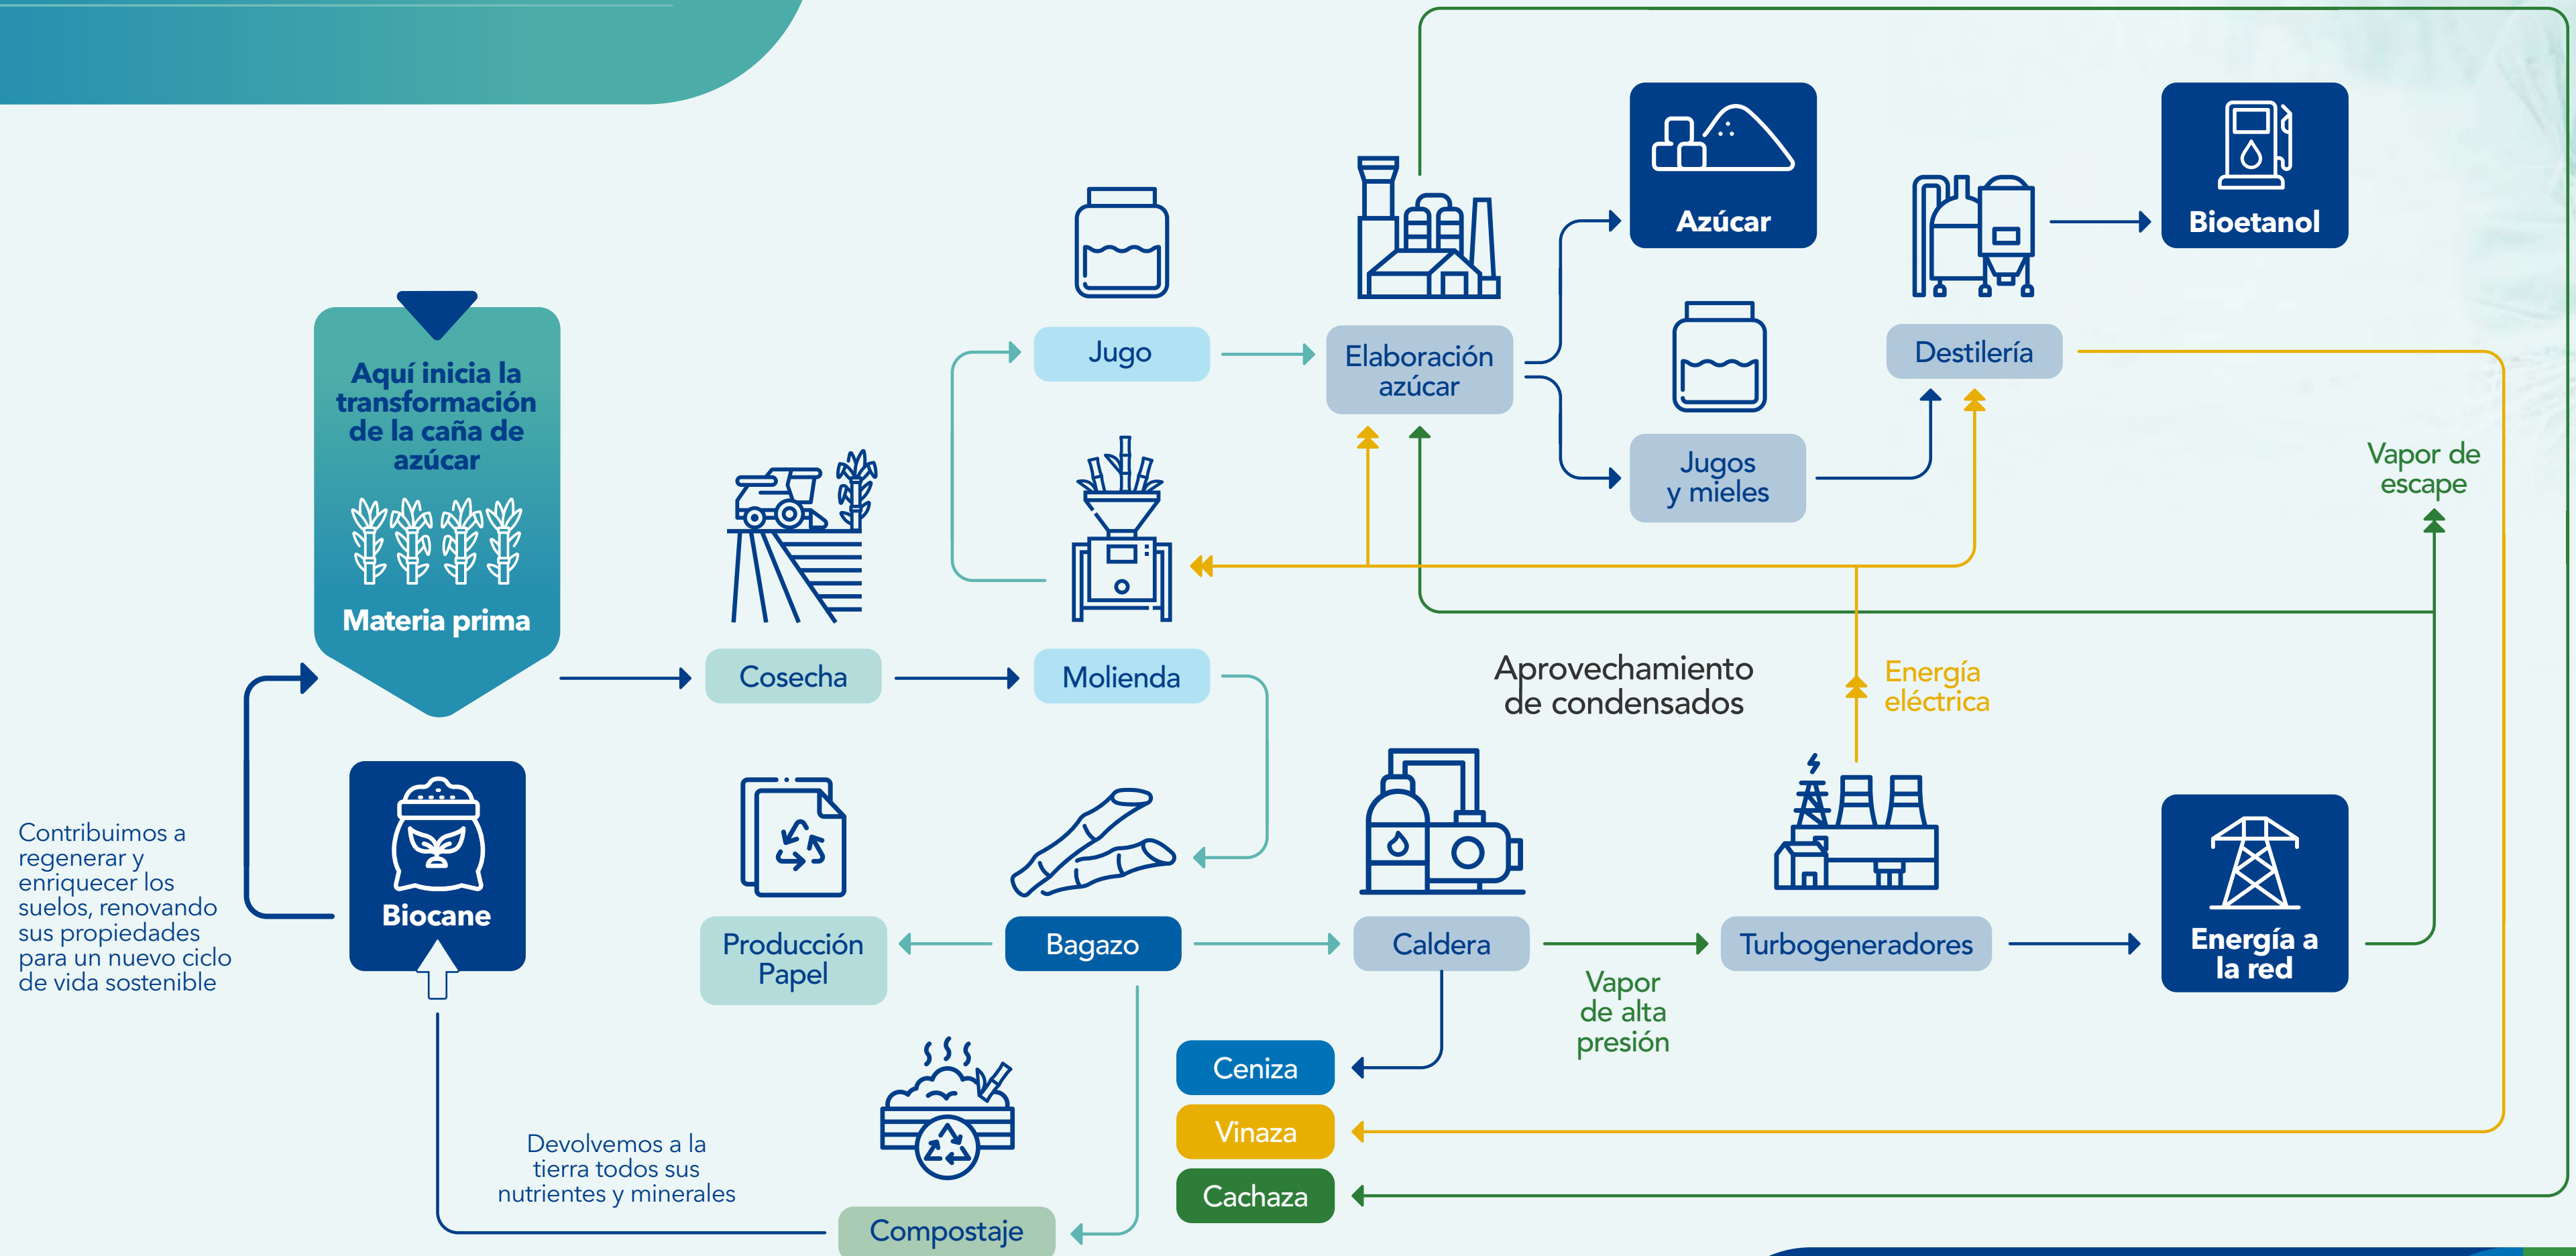 Azúcar
Bioetanol
Aquí inicia la
transformación
de la caña de
azúcar
Materia prima
Jugo
Elaboración
azúcar
Destilería
Jugos
y mieles
Vapor de
escape
Cosecha
Molienda
Aprovechamiento
de condensados
Energía
eléctrica
Contribuimos a
regenerar y
enriquecer los
suelos, renovando
sus propiedades
para un nuevo ciclo
de vida sostenible
Biocane
Producción
Papel
Bagazo
Caldera
Vapor
de alta
presión
Turbogeneradores
Energía a
la red
Ceniza
Vinaza
Cachaza
Devolvemos a la
tierra todos sus
nutrientes y minerales
Compostaje